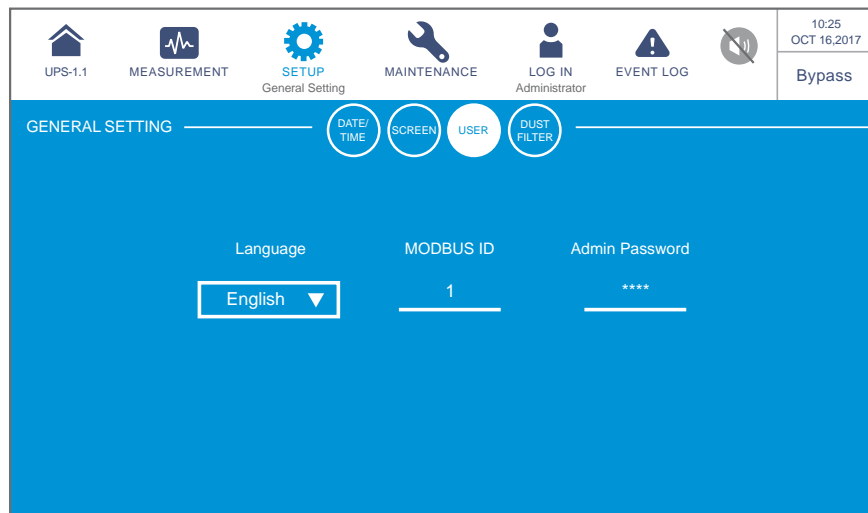 UPS-1.1
MEASUREMENT
SETUP
General Setting
MAINTENANCE
LOG IN
Administrator
EVENT LOG
10:25
OCT 16,2017
Bypass
GENERAL SETTING
DATE/
TIME
SCREEN
USER
DUST
FILTER
Language
MODBUS ID
Admin Password
English
1
****